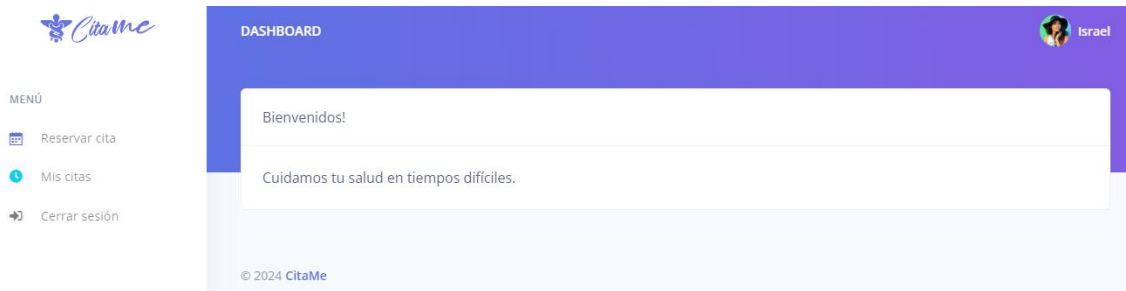 CitaMe
MENÚ
Reservar cita
Mis citas
Cerrar sesión
DASHBOARD
Israel
Bienvenidos!
Cuidamos tu salud en tiempos difíciles.
© 2024 CitaMe